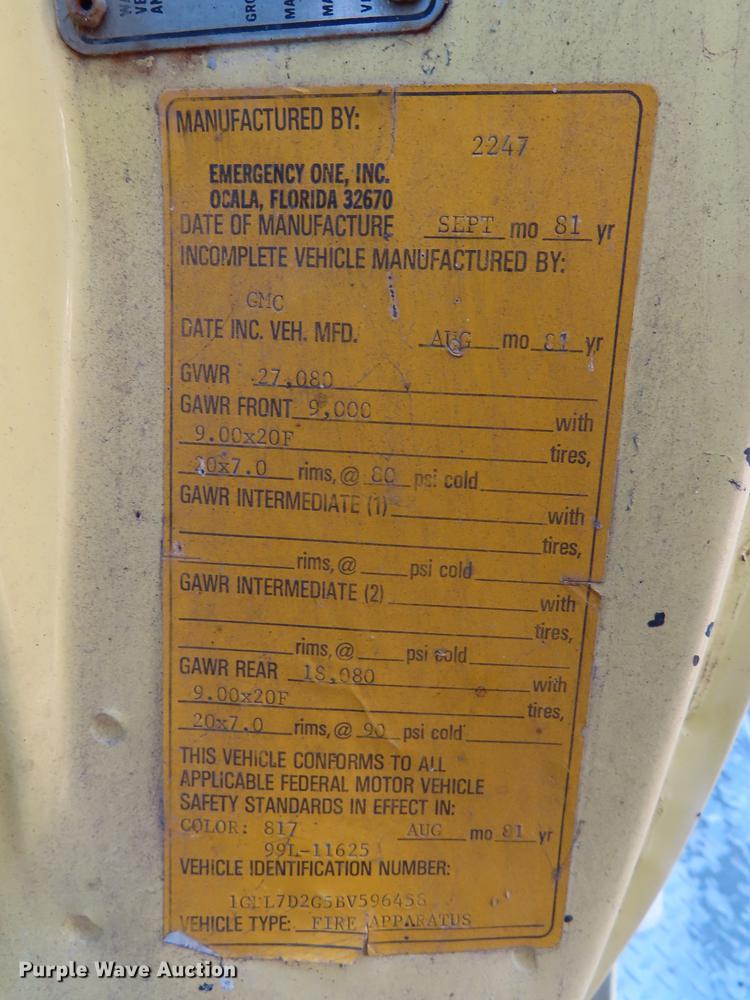 MANUFACTURED BY:
2247
EMERGENCY ONE, INC.
OCALA, FLORIDA 32670
DATE OF MANUFACTURE SEPT mo 81 yr
INCOMPLETE VEHICLE MANUFACTURED BY:
GMC
DATE INC. VEH. MFD. AUG mo 81 yr
GVWR 27,080
GAWR FRONT 9,000 with
9.00x20F tires,
20x7.0 rims, @ 80 psi cold
GAWR INTERMEDIATE (1) with
tires,
rims, @ psi cold
GAWR INTERMEDIATE (2) with
tires,
rims, @ psi cold
GAWR REAR 18,080 with
9.00x20F tires,
20x7.0 rims, @ 90 psi cold
THIS VEHICLE CONFORMS TO ALL
APPLICABLE FEDERAL MOTOR VEHICLE
SAFETY STANDARDS IN EFFECT IN:
COLOR: 817 AUG mo 81 yr
99L-11625
VEHICLE IDENTIFICATION NUMBER:
VEHICLE TYPE: FIRE APPARATUS
Purple Wave Auction